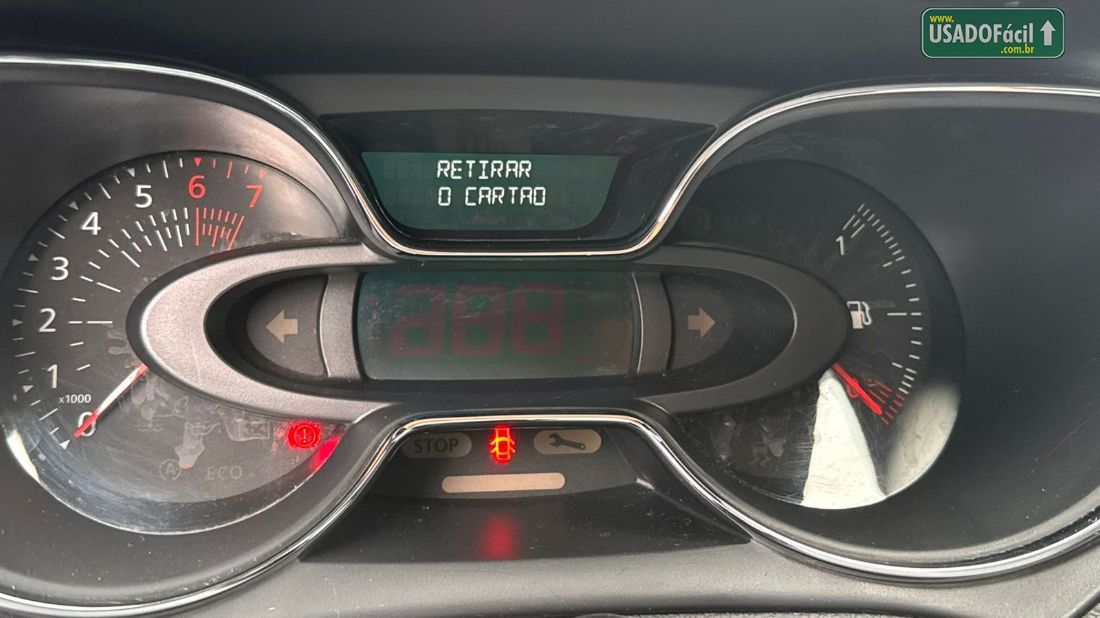 www.
USADOFácil
.com.br
RETIRAR
O CARTAO
0
1
2
3
4
5
6
7
x1000
1
STOP
A
ECO